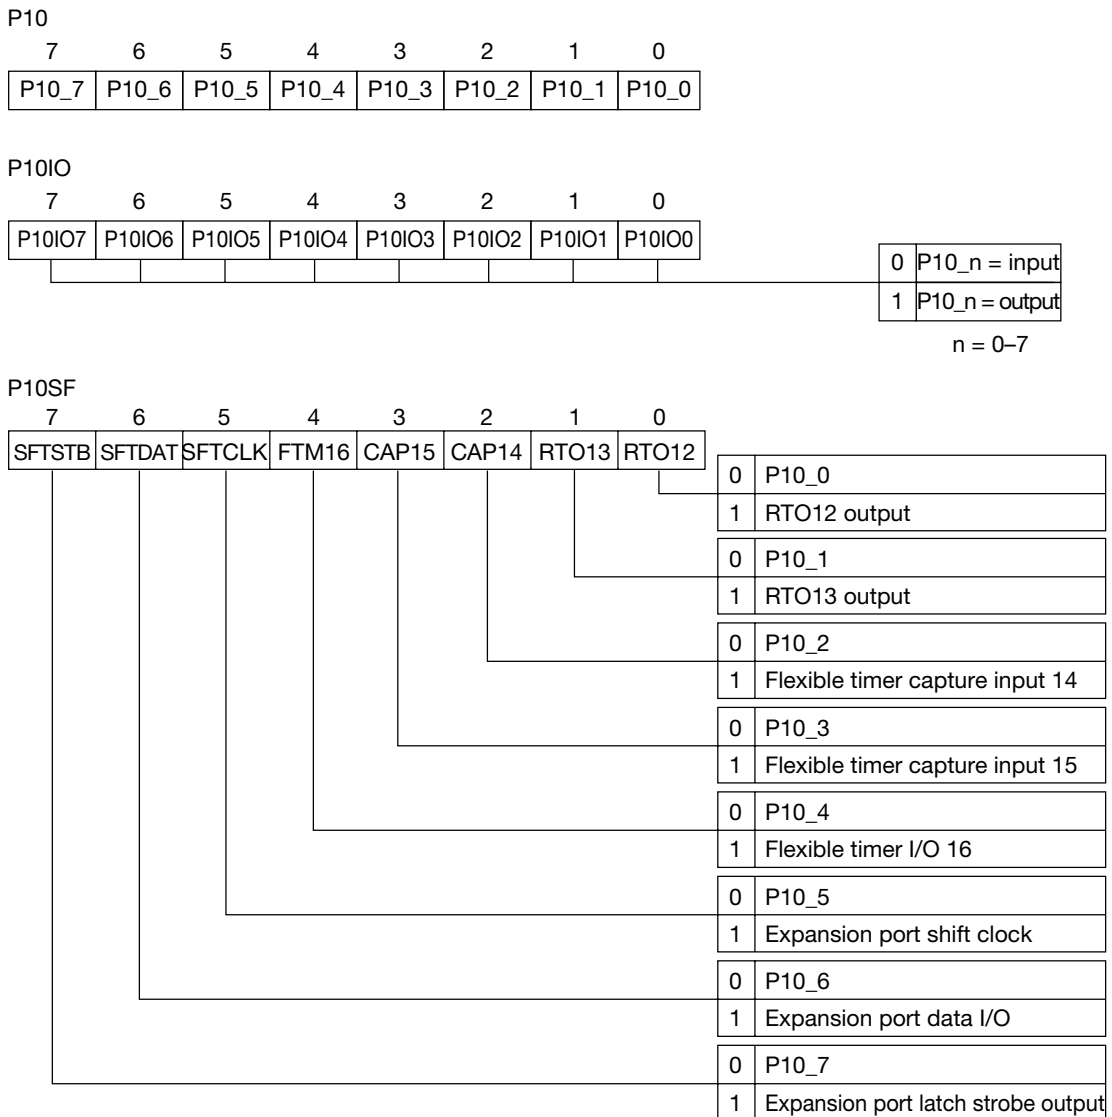 P10
7 6 5 4 3 2 1 0
P10_7 P10_6 P10_5 P10_4 P10_3 P10_2 P10_1 P10_0
P10IO
7 6 5 4 3 2 1 0
P10IO7 P10IO6 P10IO5 P10IO4 P10IO3 P10IO2 P10IO1 P10IO0
0 P10_n = input
1 P10_n = output
n = 0–7
P10SF
7 6 5 4 3 2 1 0
SFTSTB SFTDAT SFTCLK FTM16 CAP15 CAP14 RTO13 RTO12
0 P10_0
1 RTO12 output
0 P10_1
1 RTO13 output
0 P10_2
1 Flexible timer capture input 14
0 P10_3
1 Flexible timer capture input 15
0 P10_4
1 Flexible timer I/O 16
0 P10_5
1 Expansion port shift clock
0 P10_6
1 Expansion port data I/O
0 P10_7
1 Expansion port latch strobe output